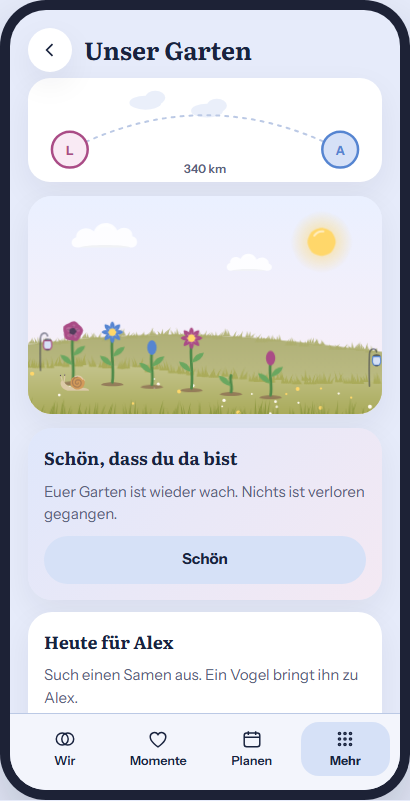 Unser Garten
L
A
340 km
Schön, dass du da bist
Euer Garten ist wieder wach. Nichts ist verloren
gegangen.
Schön
Heute für Alex
Such einen Samen aus. Ein Vogel bringt ihn zu
Alex.
Wir
Momente
Planen
Mehr